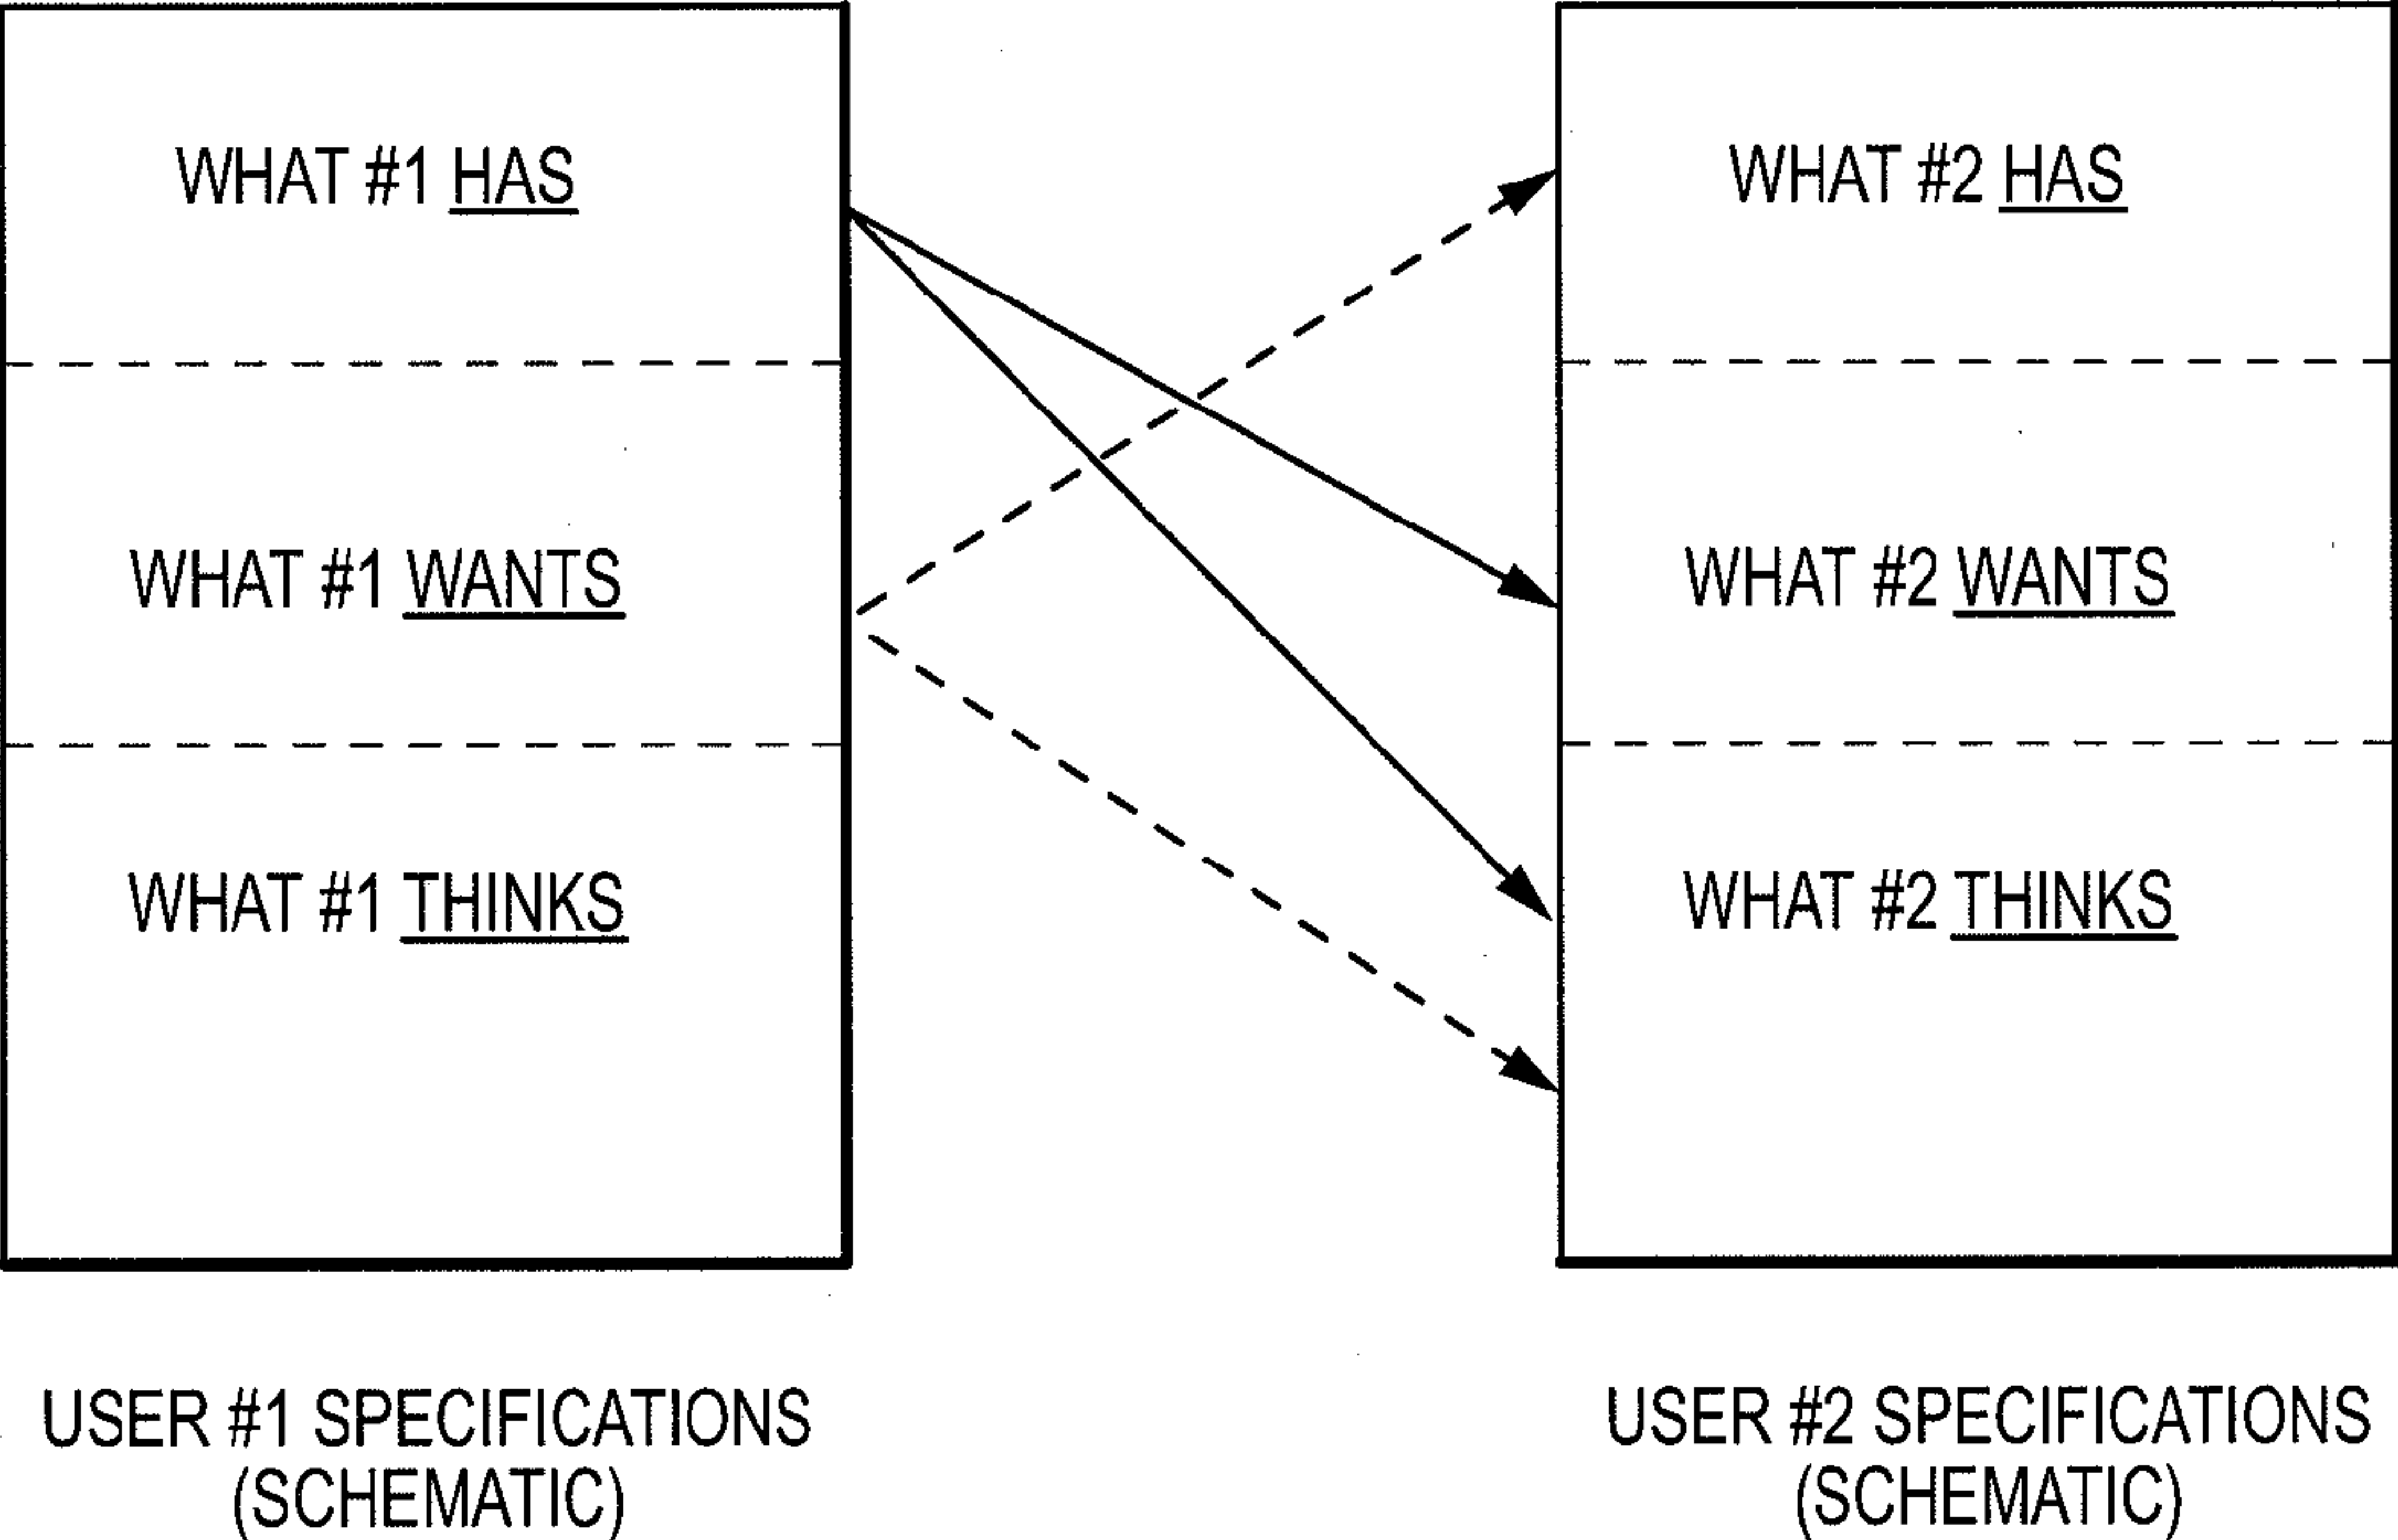 WHAT #1 HAS
WHAT #1 WANTS
WHAT #1 THINKS
USER #1 SPECIFICATIONS
(SCHEMATIC)
WHAT #2 HAS
WHAT #2 WANTS
WHAT #2 THINKS
USER #2 SPECIFICATIONS
(SCHEMATIC)